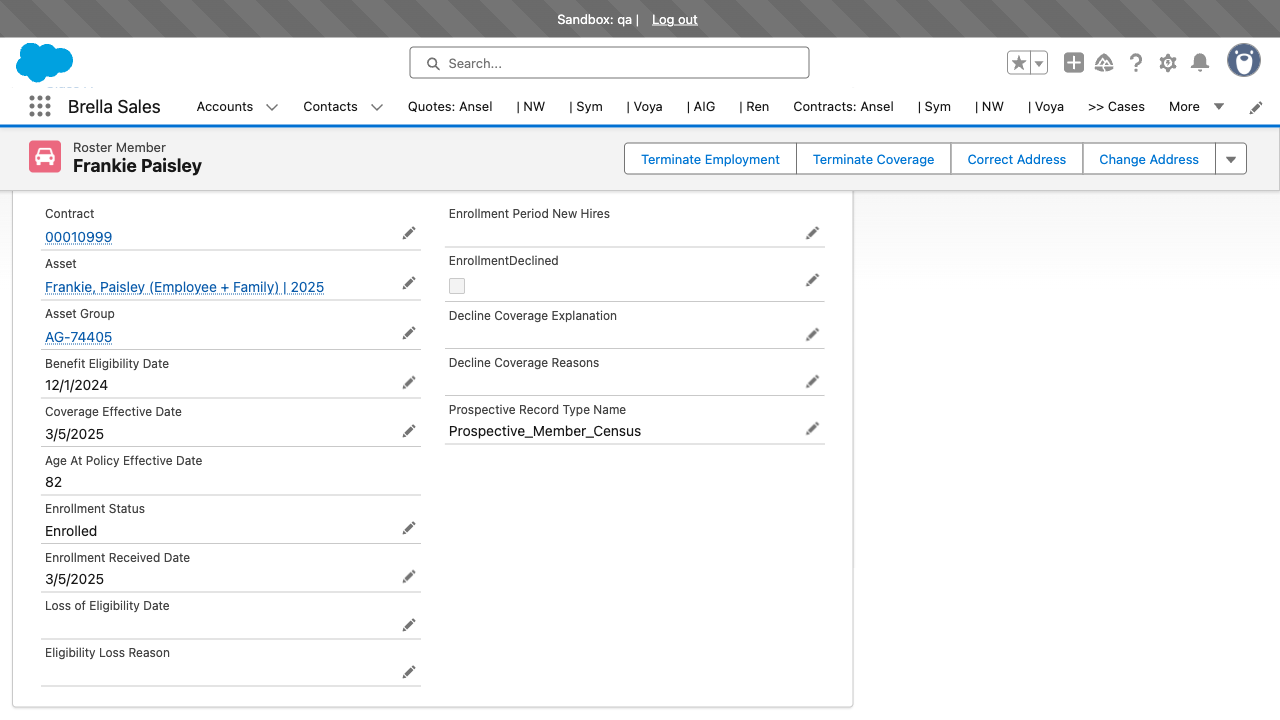 Sandbox: qa | Log out
Search...
Brella Sales
Accounts
Contacts
Quotes: Ansel
| NW
| Sym
| Voya
| AIG
| Ren
Contracts: Ansel
| Sym
| NW
| Voya
>> Cases
More
Roster Member
Frankie Paisley
Terminate Employment
Terminate Coverage
Correct Address
Change Address
Contract
00010999
Asset
Frankie, Paisley (Employee + Family) | 2025
Asset Group
AG-74405
Benefit Eligibility Date
12/1/2024
Coverage Effective Date
3/5/2025
Age At Policy Effective Date
82
Enrollment Status
Enrolled
Enrollment Received Date
3/5/2025
Loss of Eligibility Date
Eligibility Loss Reason
Enrollment Period New Hires
EnrollmentDeclined
Decline Coverage Explanation
Decline Coverage Reasons
Prospective Record Type Name
Prospective_Member_Census